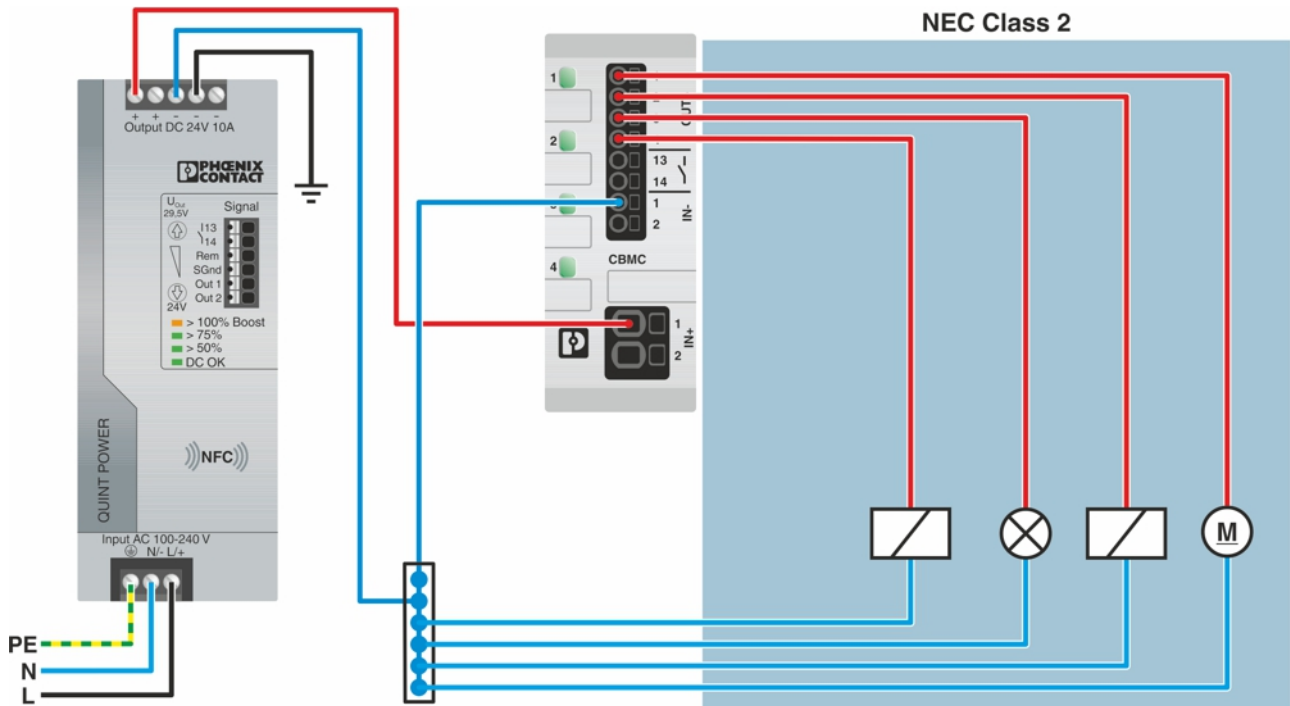 NEC Class 2
+ + - - -
Output DC 24V 10A
PHŒNIX
CONTACT
UOut
29,5V
Signal
13
14
Rem
SGnd
Out 1
Out 2
24V
> 100% Boost
> 75%
> 50%
DC OK
QUINT POWER
NFC
Input AC 100-240 V
N/- L/+
PE
N
L
1
2
4
OUT
13
14
1
2
IN-
CBMC
1
2
IN+
M